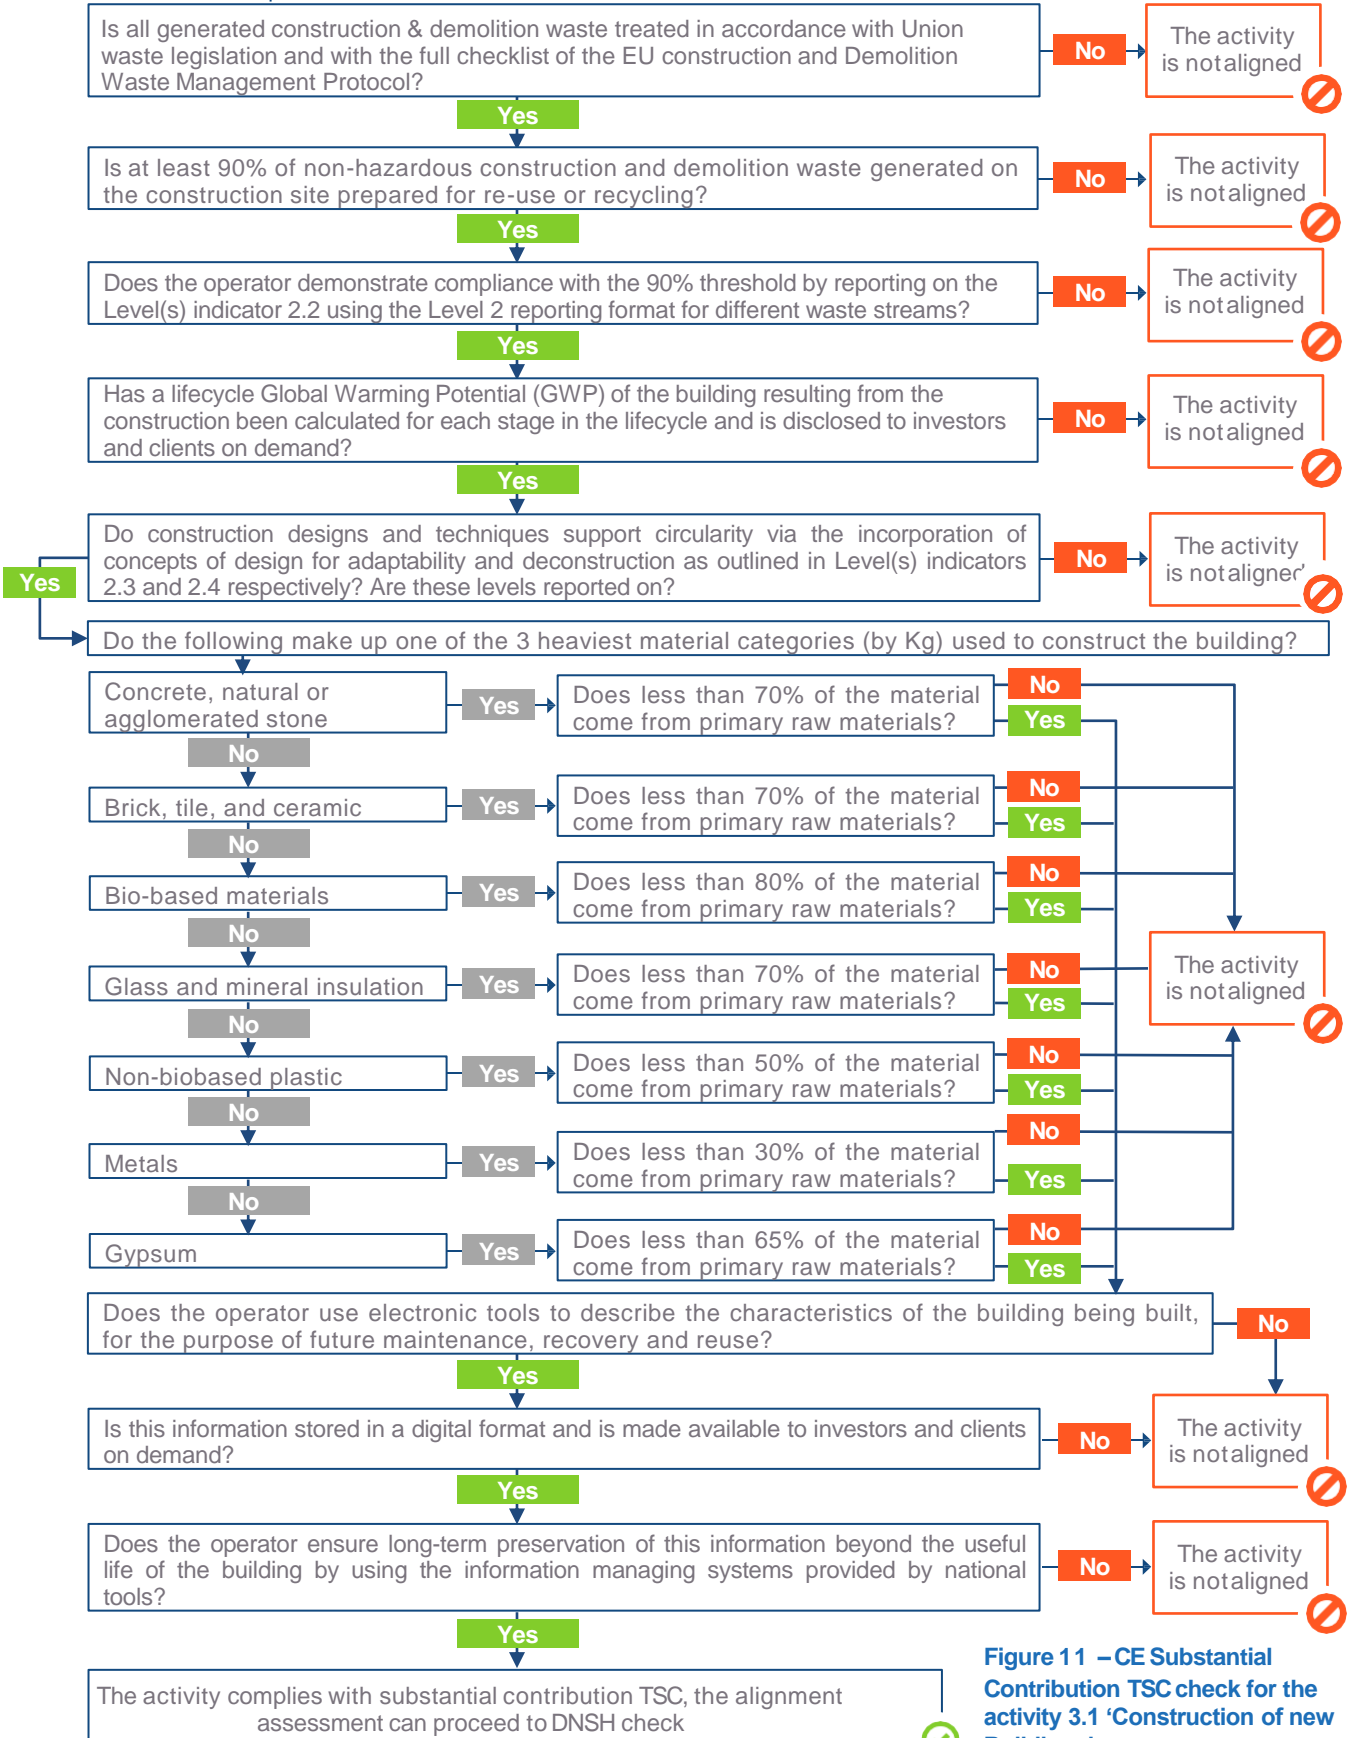 Is all generated construction & demolition waste treated in accordance with Union
waste legislation and with the full checklist of the EU construction and Demolition
Waste Management Protocol?
No
The activity
is not aligned
Yes
Is at least 90% of non-hazardous construction and demolition waste generated on
the construction site prepared for re-use or recycling?
No
The activity
is not aligned
Yes
Does the operator demonstrate compliance with the 90% threshold by reporting on the
Level(s) indicator 2.2 using the Level 2 reporting format for different waste streams?
No
The activity
is not aligned
Yes
Has a lifecycle Global Warming Potential (GWP) of the building resulting from the
construction been calculated for each stage in the lifecycle and is disclosed to investors
and clients on demand?
No
The activity
is not aligned
Yes
Do construction designs and techniques support circularity via the incorporation of
concepts of design for adaptability and deconstruction as outlined in Level(s) indicators
2.3 and 2.4 respectively? Are these levels reported on?
No
The activity
is not aligned
Yes
Do the following make up one of the 3 heaviest material categories (by Kg) used to construct the building?
Concrete, natural or
agglomerated stone
Yes
Does less than 70% of the material
come from primary raw materials?
No
Yes
No
Brick, tile, and ceramic
Yes
Does less than 70% of the material
come from primary raw materials?
No
Yes
No
Bio-based materials
Yes
Does less than 80% of the material
come from primary raw materials?
No
Yes
No
Glass and mineral insulation
Yes
Does less than 70% of the material
come from primary raw materials?
No
Yes
The activity
is not aligned
No
Non-biobased plastic
Yes
Does less than 50% of the material
come from primary raw materials?
No
Yes
No
Metals
Yes
Does less than 30% of the material
come from primary raw materials?
No
Yes
No
Gypsum
Yes
Does less than 65% of the material
come from primary raw materials?
No
Yes
Does the operator use electronic tools to describe the characteristics of the building being built,
for the purpose of future maintenance, recovery and reuse?
No
Yes
Is this information stored in a digital format and is made available to investors and clients
on demand?
No
The activity
is not aligned
Yes
Does the operator ensure long-term preservation of this information beyond the useful
life of the building by using the information managing systems provided by national
tools?
No
The activity
is not aligned
Yes
The activity complies with substantial contribution TSC, the alignment
assessment can proceed to DNSH check
Figure 11 – CE Substantial
Contribution TSC check for the
activity 3.1 ‘Construction of new